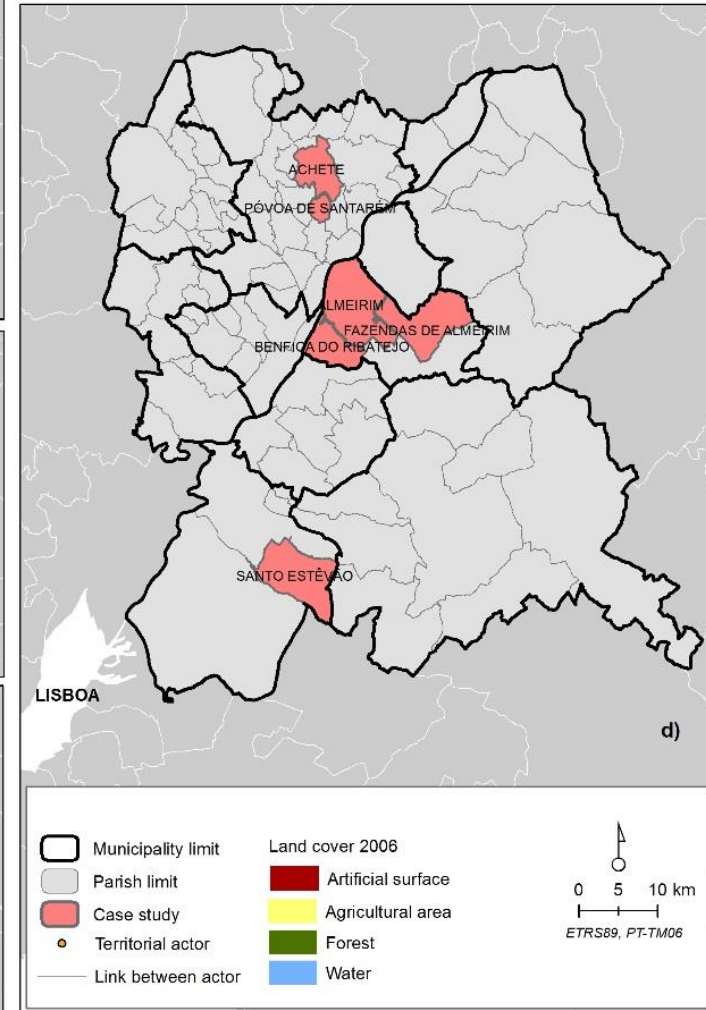 ACHETE
PÓVOA DE SANTARÉM
ALMEIRIM
FAZENDAS DE ALMEIRIM
BENFICA DO RIBATEJO
SANTO ESTÊVÃO
LISBOA
d)
Municipality limit
Parish limit
Case study
Territorial actor
Link between actor
Land cover 2006
Artificial surface
Agricultural area
Forest
Water
0 5 10 km
ETRS89, PT-TM06